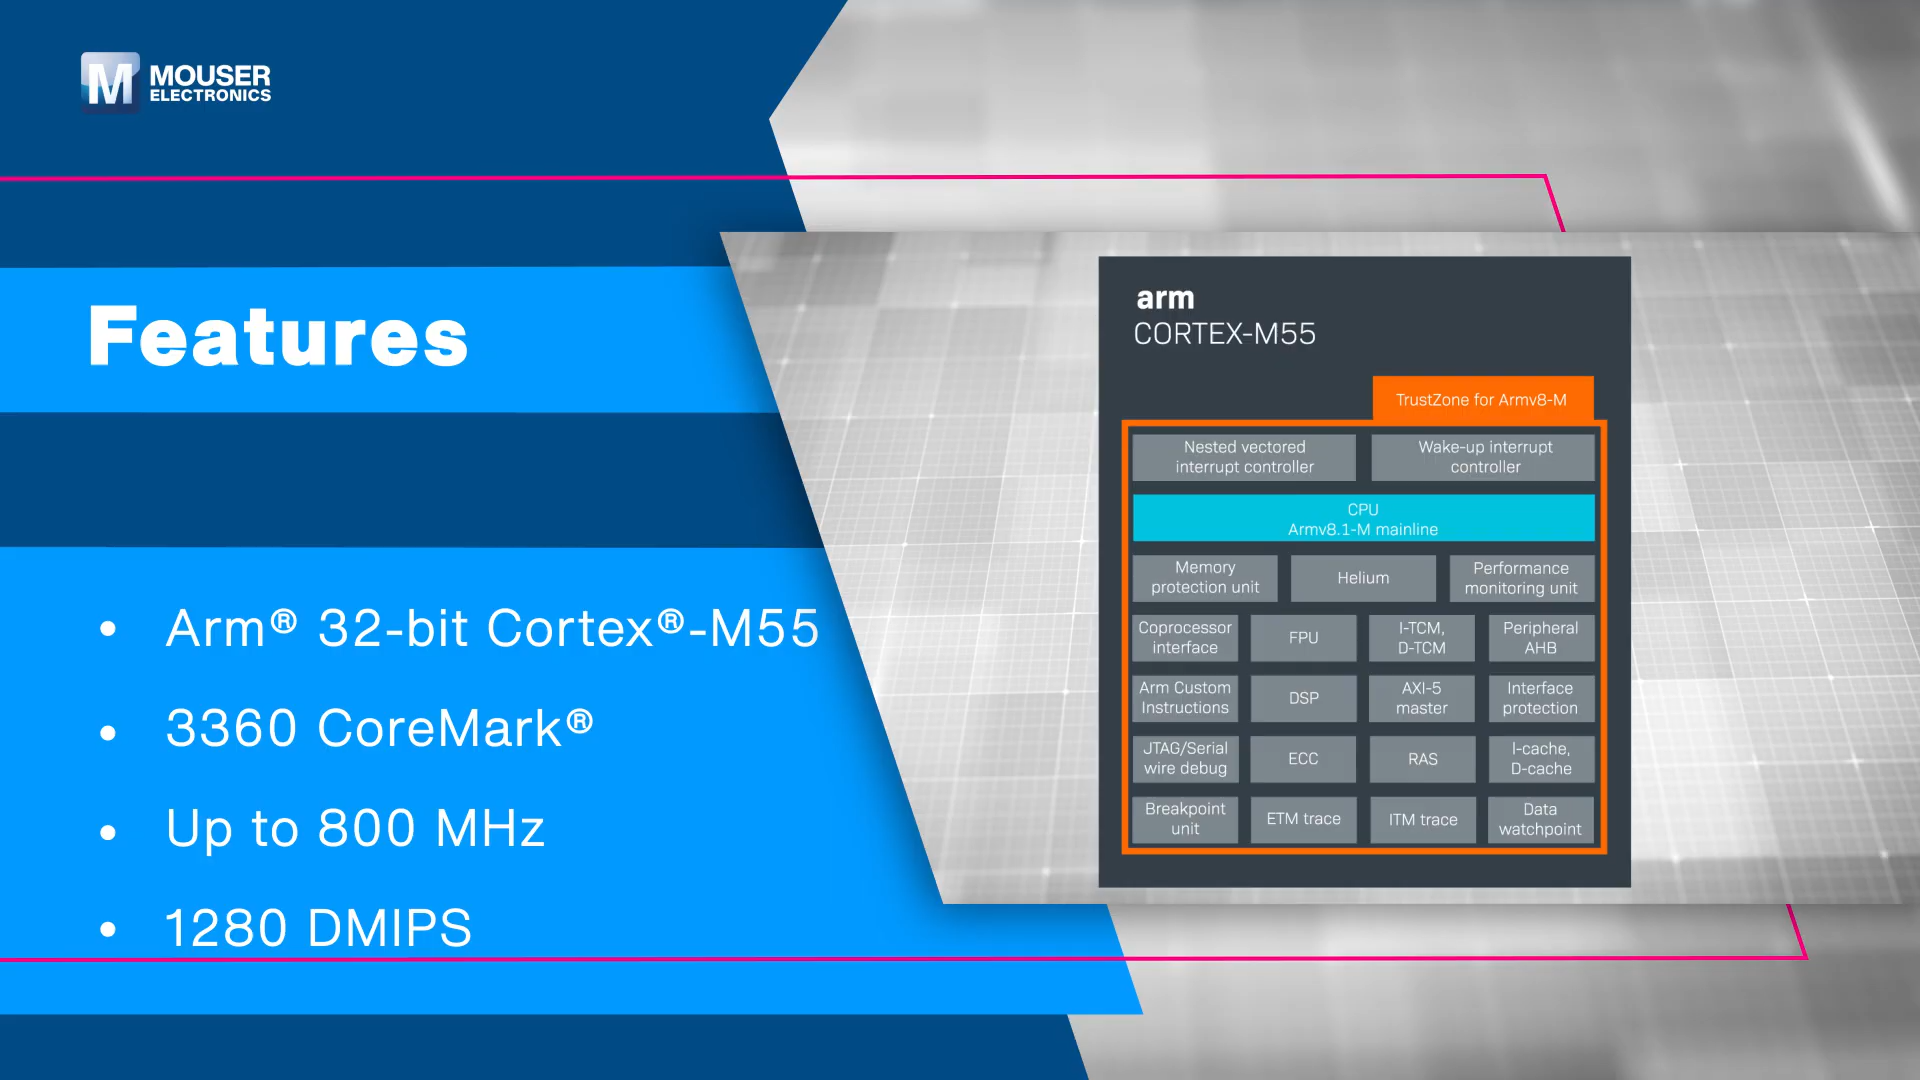 MOUSER
ELECTRONICS
Features
• Arm® 32-bit Cortex®-M55
• 3360 CoreMark®
• Up to 800 MHz
• 1280 DMIPS
arm
CORTEX-M55
TrustZone for Armv8-M
Nested vectored
interrupt controller
Wake-up interrupt
controller
CPU
Armv8.1-M mainline
Memory
protection unit
Helium
Performance
monitoring unit
Coprocessor
interface
FPU
I-TCM,
D-TCM
Peripheral
AHB
Arm Custom
Instructions
DSP
AXI-5
master
Interface
protection
JTAG/Serial
wire debug
ECC
RAS
I-cache,
D-cache
Breakpoint
unit
ETM trace
ITM trace
Data
watchpoint